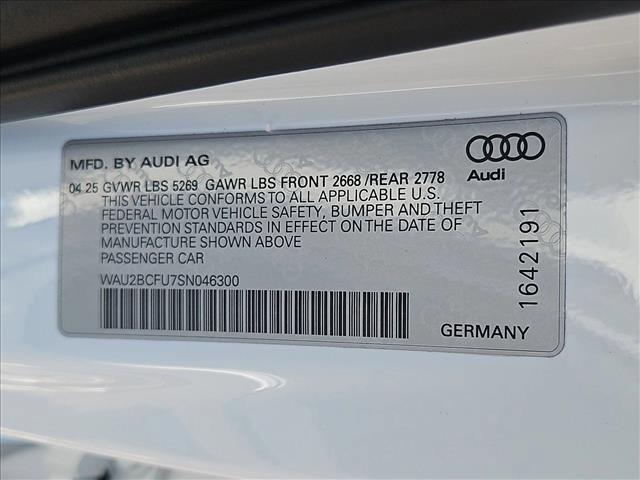 MFD. BY AUDI AG
Audi
04.25 GVWR LBS 5269 GAWR LBS FRONT 2668 /REAR 2778
THIS VEHICLE CONFORMS TO ALL APPLICABLE U.S.
FEDERAL MOTOR VEHICLE SAFETY, BUMPER AND THEFT
PREVENTION STANDARDS IN EFFECT ON THE DATE OF
MANUFACTURE SHOWN ABOVE
PASSENGER CAR
WAU2BCFU7SN046300
GERMANY
1642191